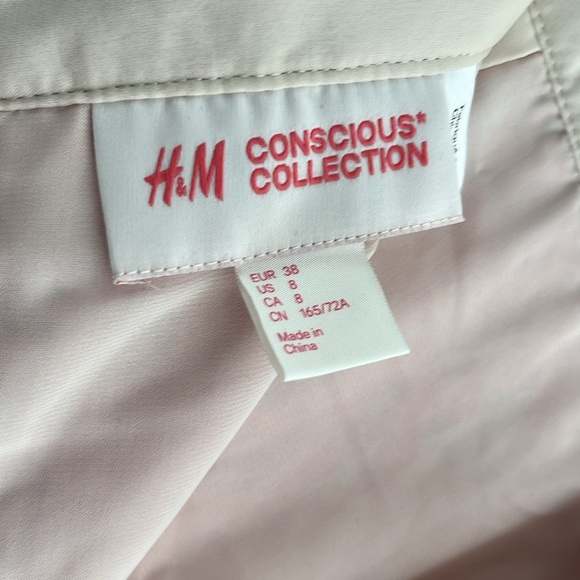 H&M CONSCIOUS*
COLLECTION
EUR 38
US 8
CA 8
CN 165/72A
Made in
China